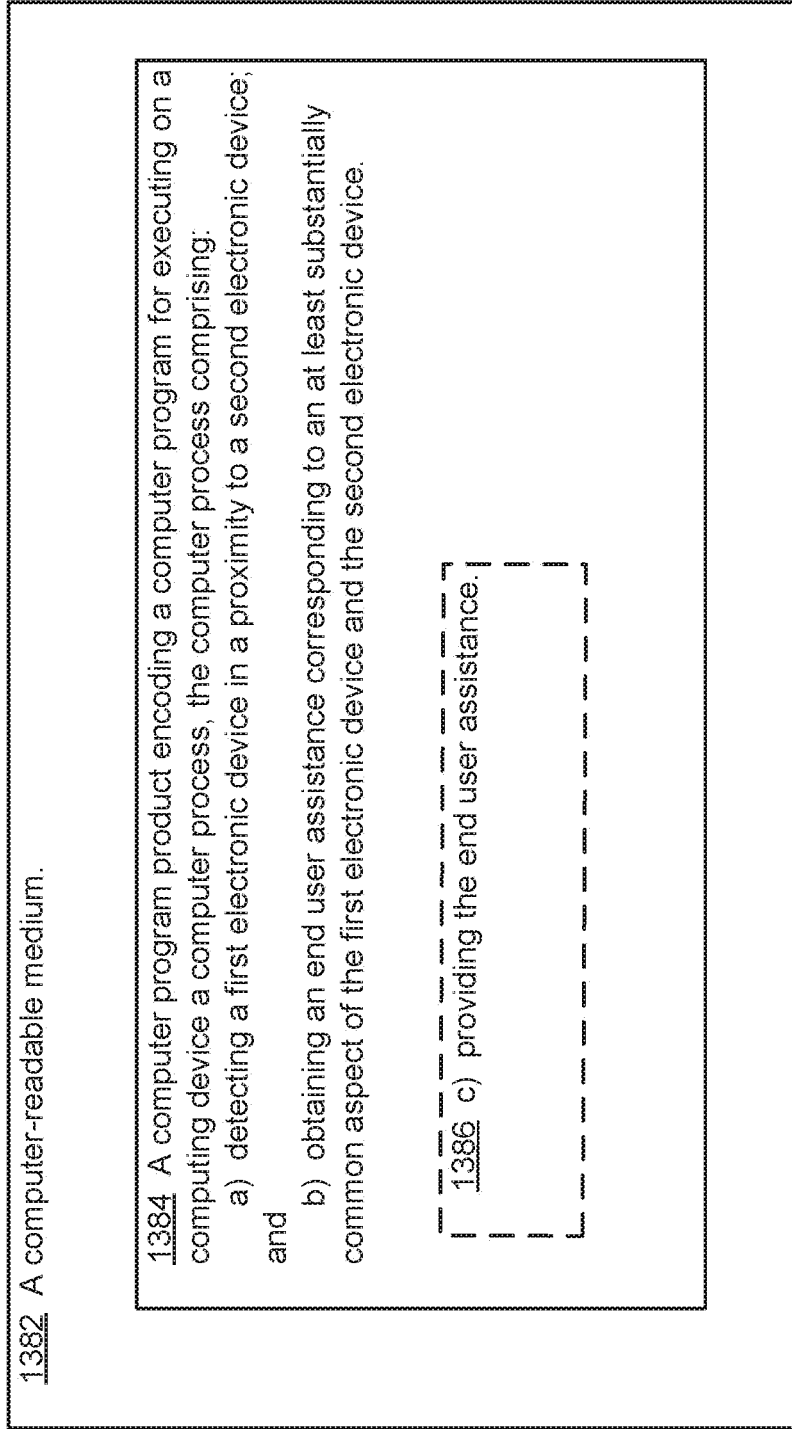 1382 A computer-readable medium.
1384 A computer program product encoding a computer program for executing on a
computing device a computer process, the computer process comprising:
a) detecting a first electronic device in a proximity to a second electronic device;
and
b) obtaining an end user assistance corresponding to an at least substantially
common aspect of the first electronic device and the second electronic device.
1386 c) providing the end user assistance.